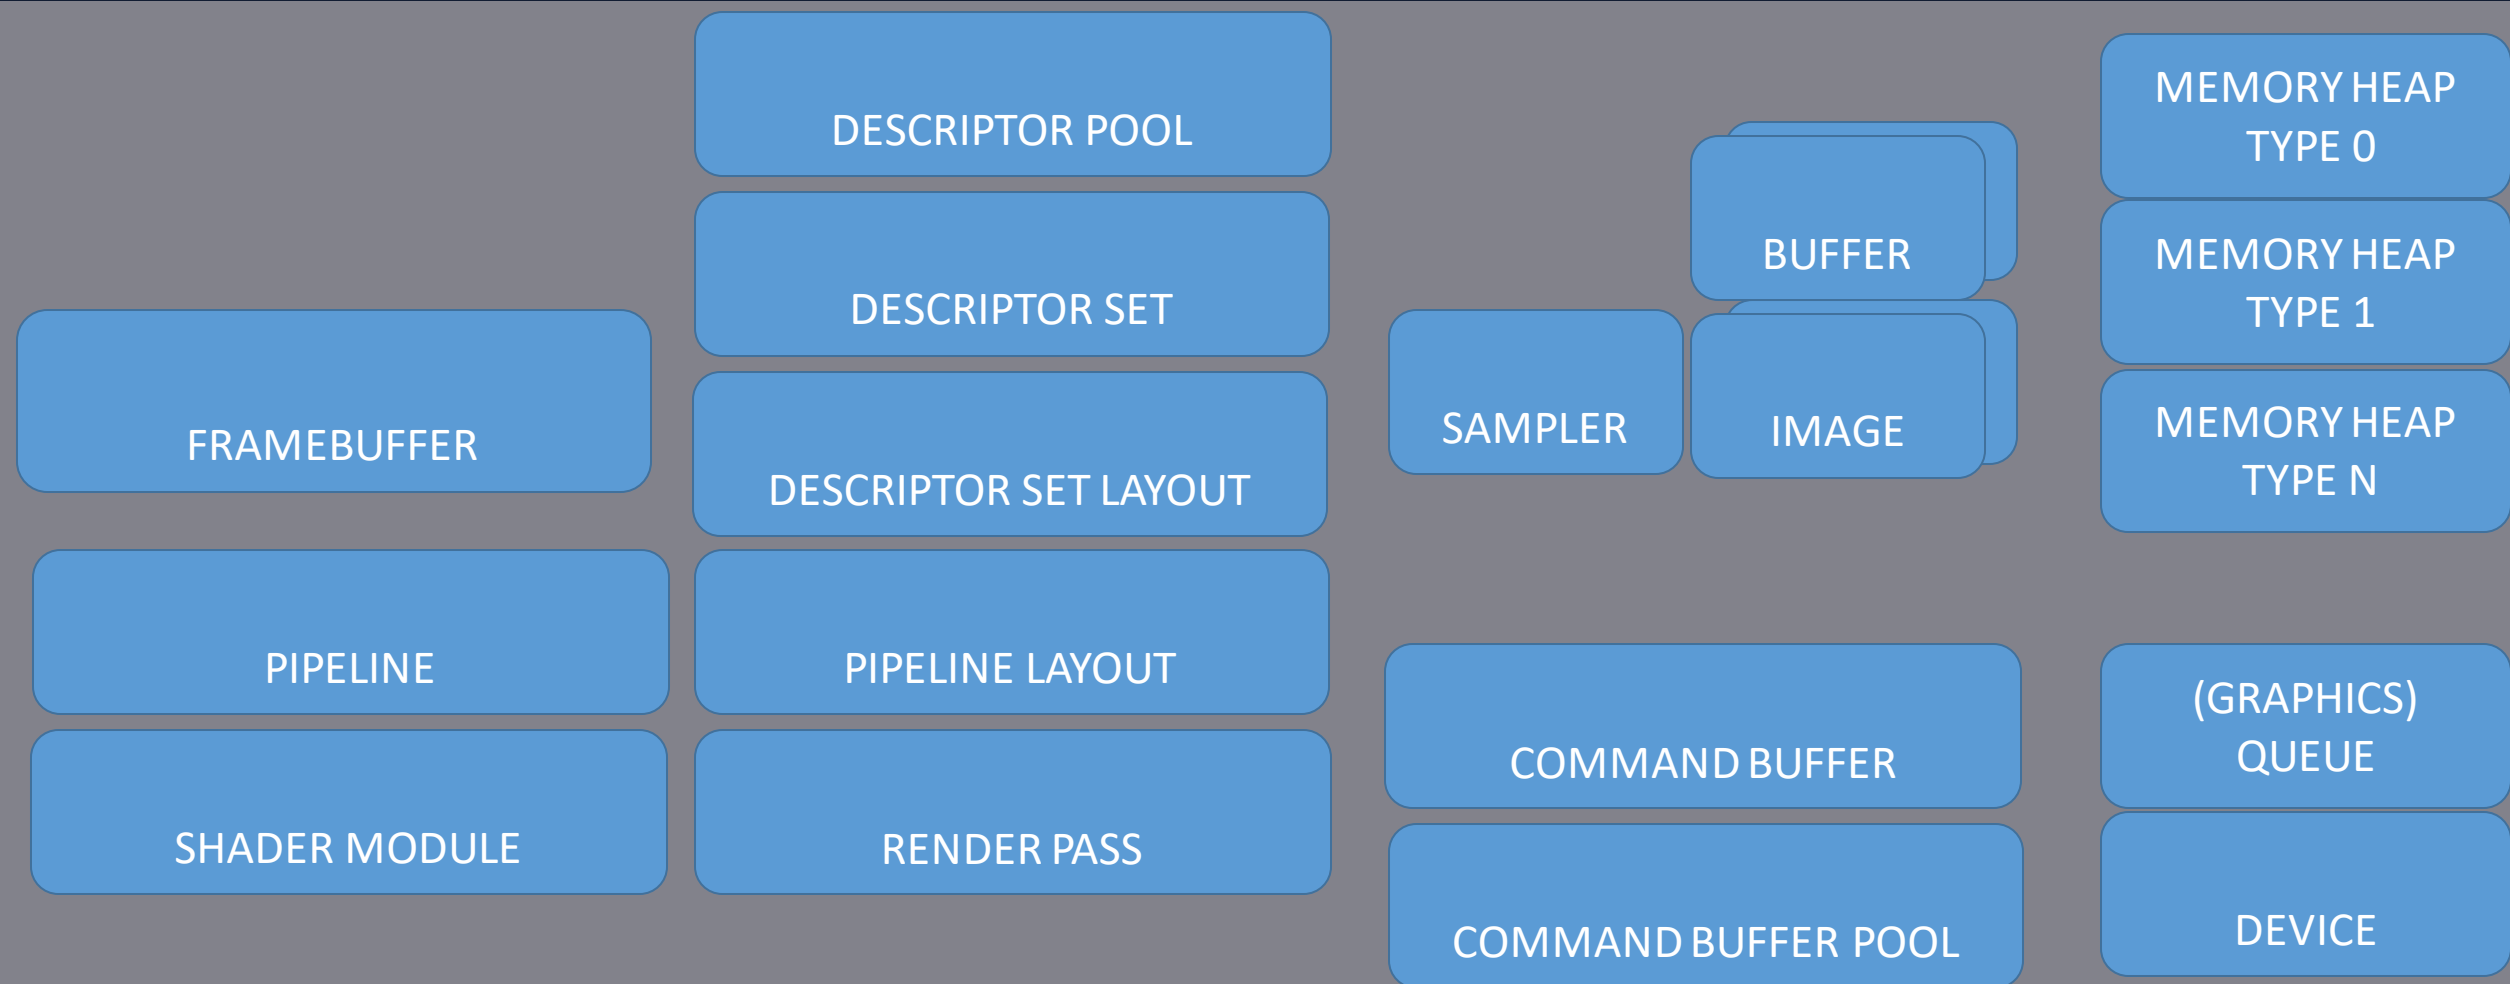 DESCRIPTOR POOL
DESCRIPTOR SET
DESCRIPTOR SET LAYOUT
FRAMEBUFFER
PIPELINE
PIPELINE LAYOUT
SHADER MODULE
RENDER PASS
BUFFER
SAMPLER
IMAGE
COMMAND BUFFER
COMMAND BUFFER POOL
MEMORY HEAP
TYPE 0
MEMORY HEAP
TYPE 1
MEMORY HEAP
TYPE N
(GRAPHICS)
QUEUE
DEVICE